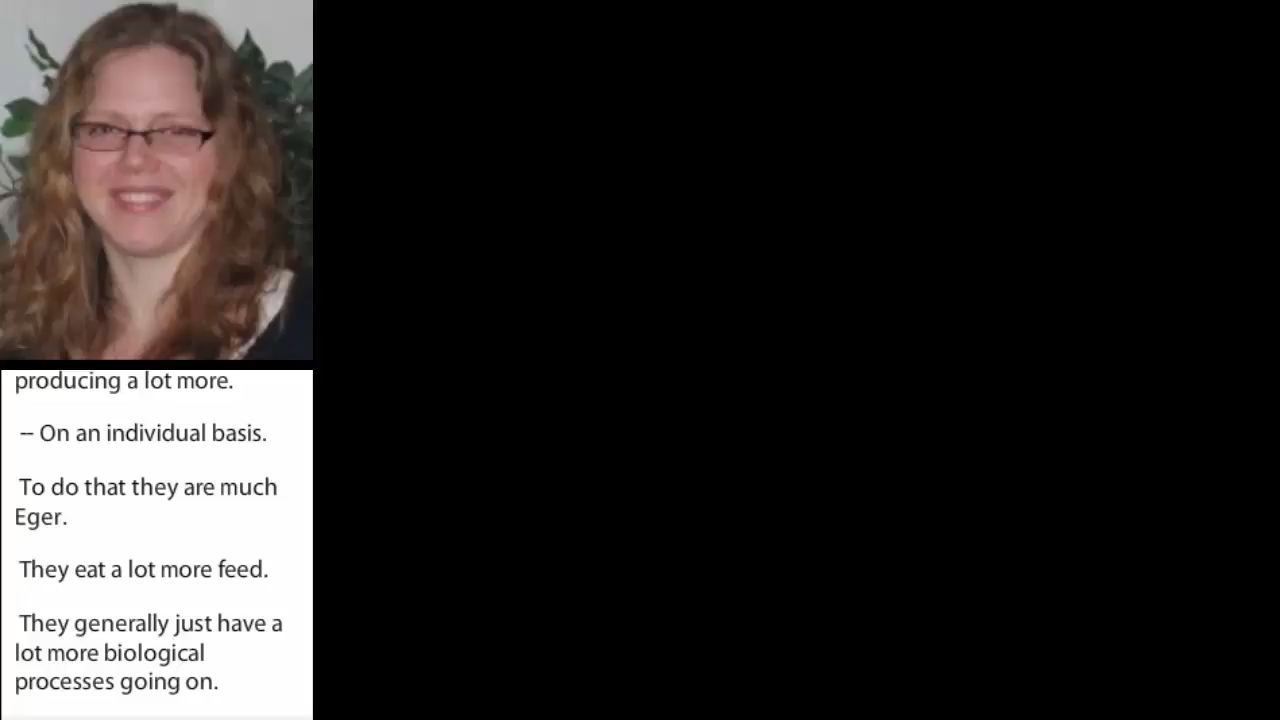 producing a lot more.
-- On an individual basis.
To do that they are much
Eger.
They eat a lot more feed.
They generally just have a
lot more biological
processes going on.